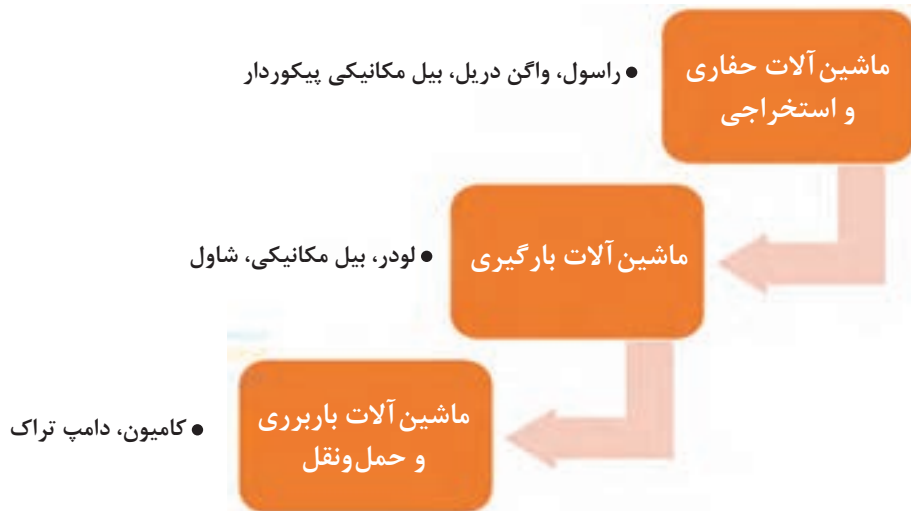 ماشین‌آلات حفاری
و استخراجی
● راسول، واگن دریل، بیل مکانیکی پیکوردار
ماشین‌آلات بارگیری
● لودر، بیل مکانیکی، شاول
ماشین‌آلات باربرری
و حمل‌ونقل
● کامیون، دامپ تراک